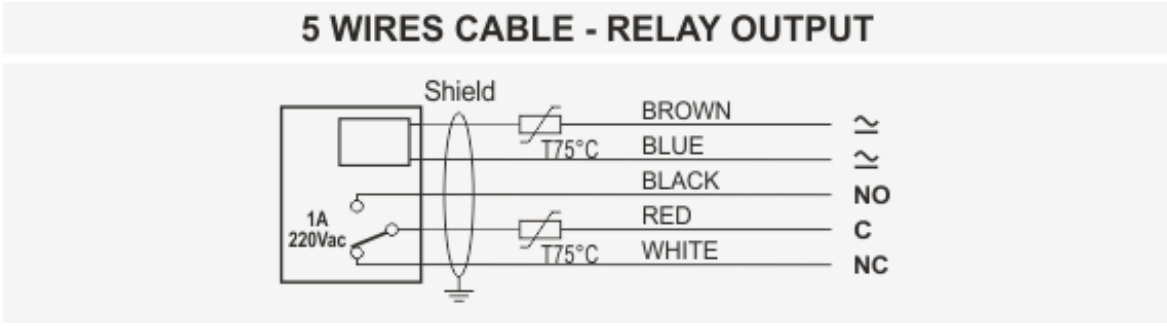 5 WIRES CABLE - RELAY OUTPUT
Shield
BROWN
T75°C
BLUE
BLACK
NO
1A
220Vac
RED
C
T75°C
WHITE
NC